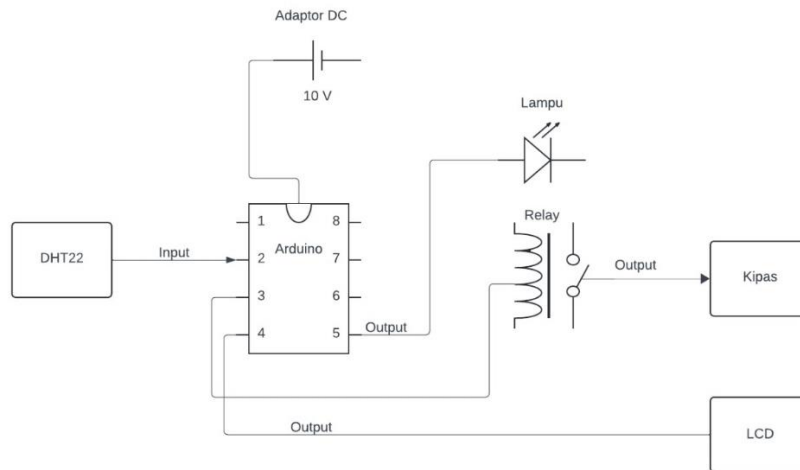 Adaptor DC
10 V
Lampu
Relay
1 8
Arduino
DHT22
Input
2 7
3 6
4 5
Output
Output
Kipas
Output
LCD